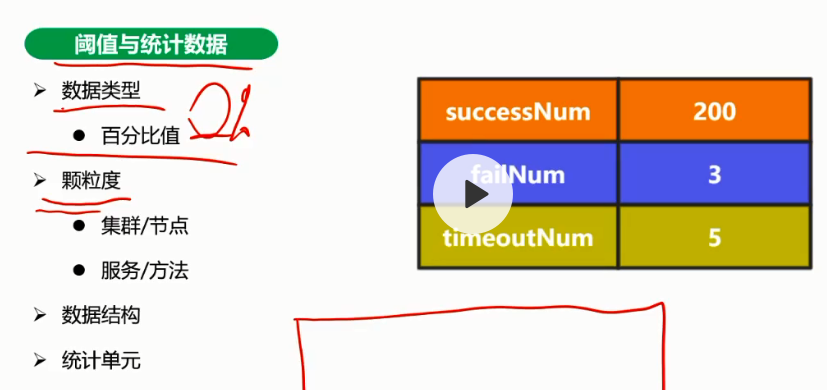 阈值与统计数据
数据类型
百分比值
颗粒度
集群/节点
服务/方法
数据结构
统计单元
successNum 200
failNum 3
timeoutNum 5